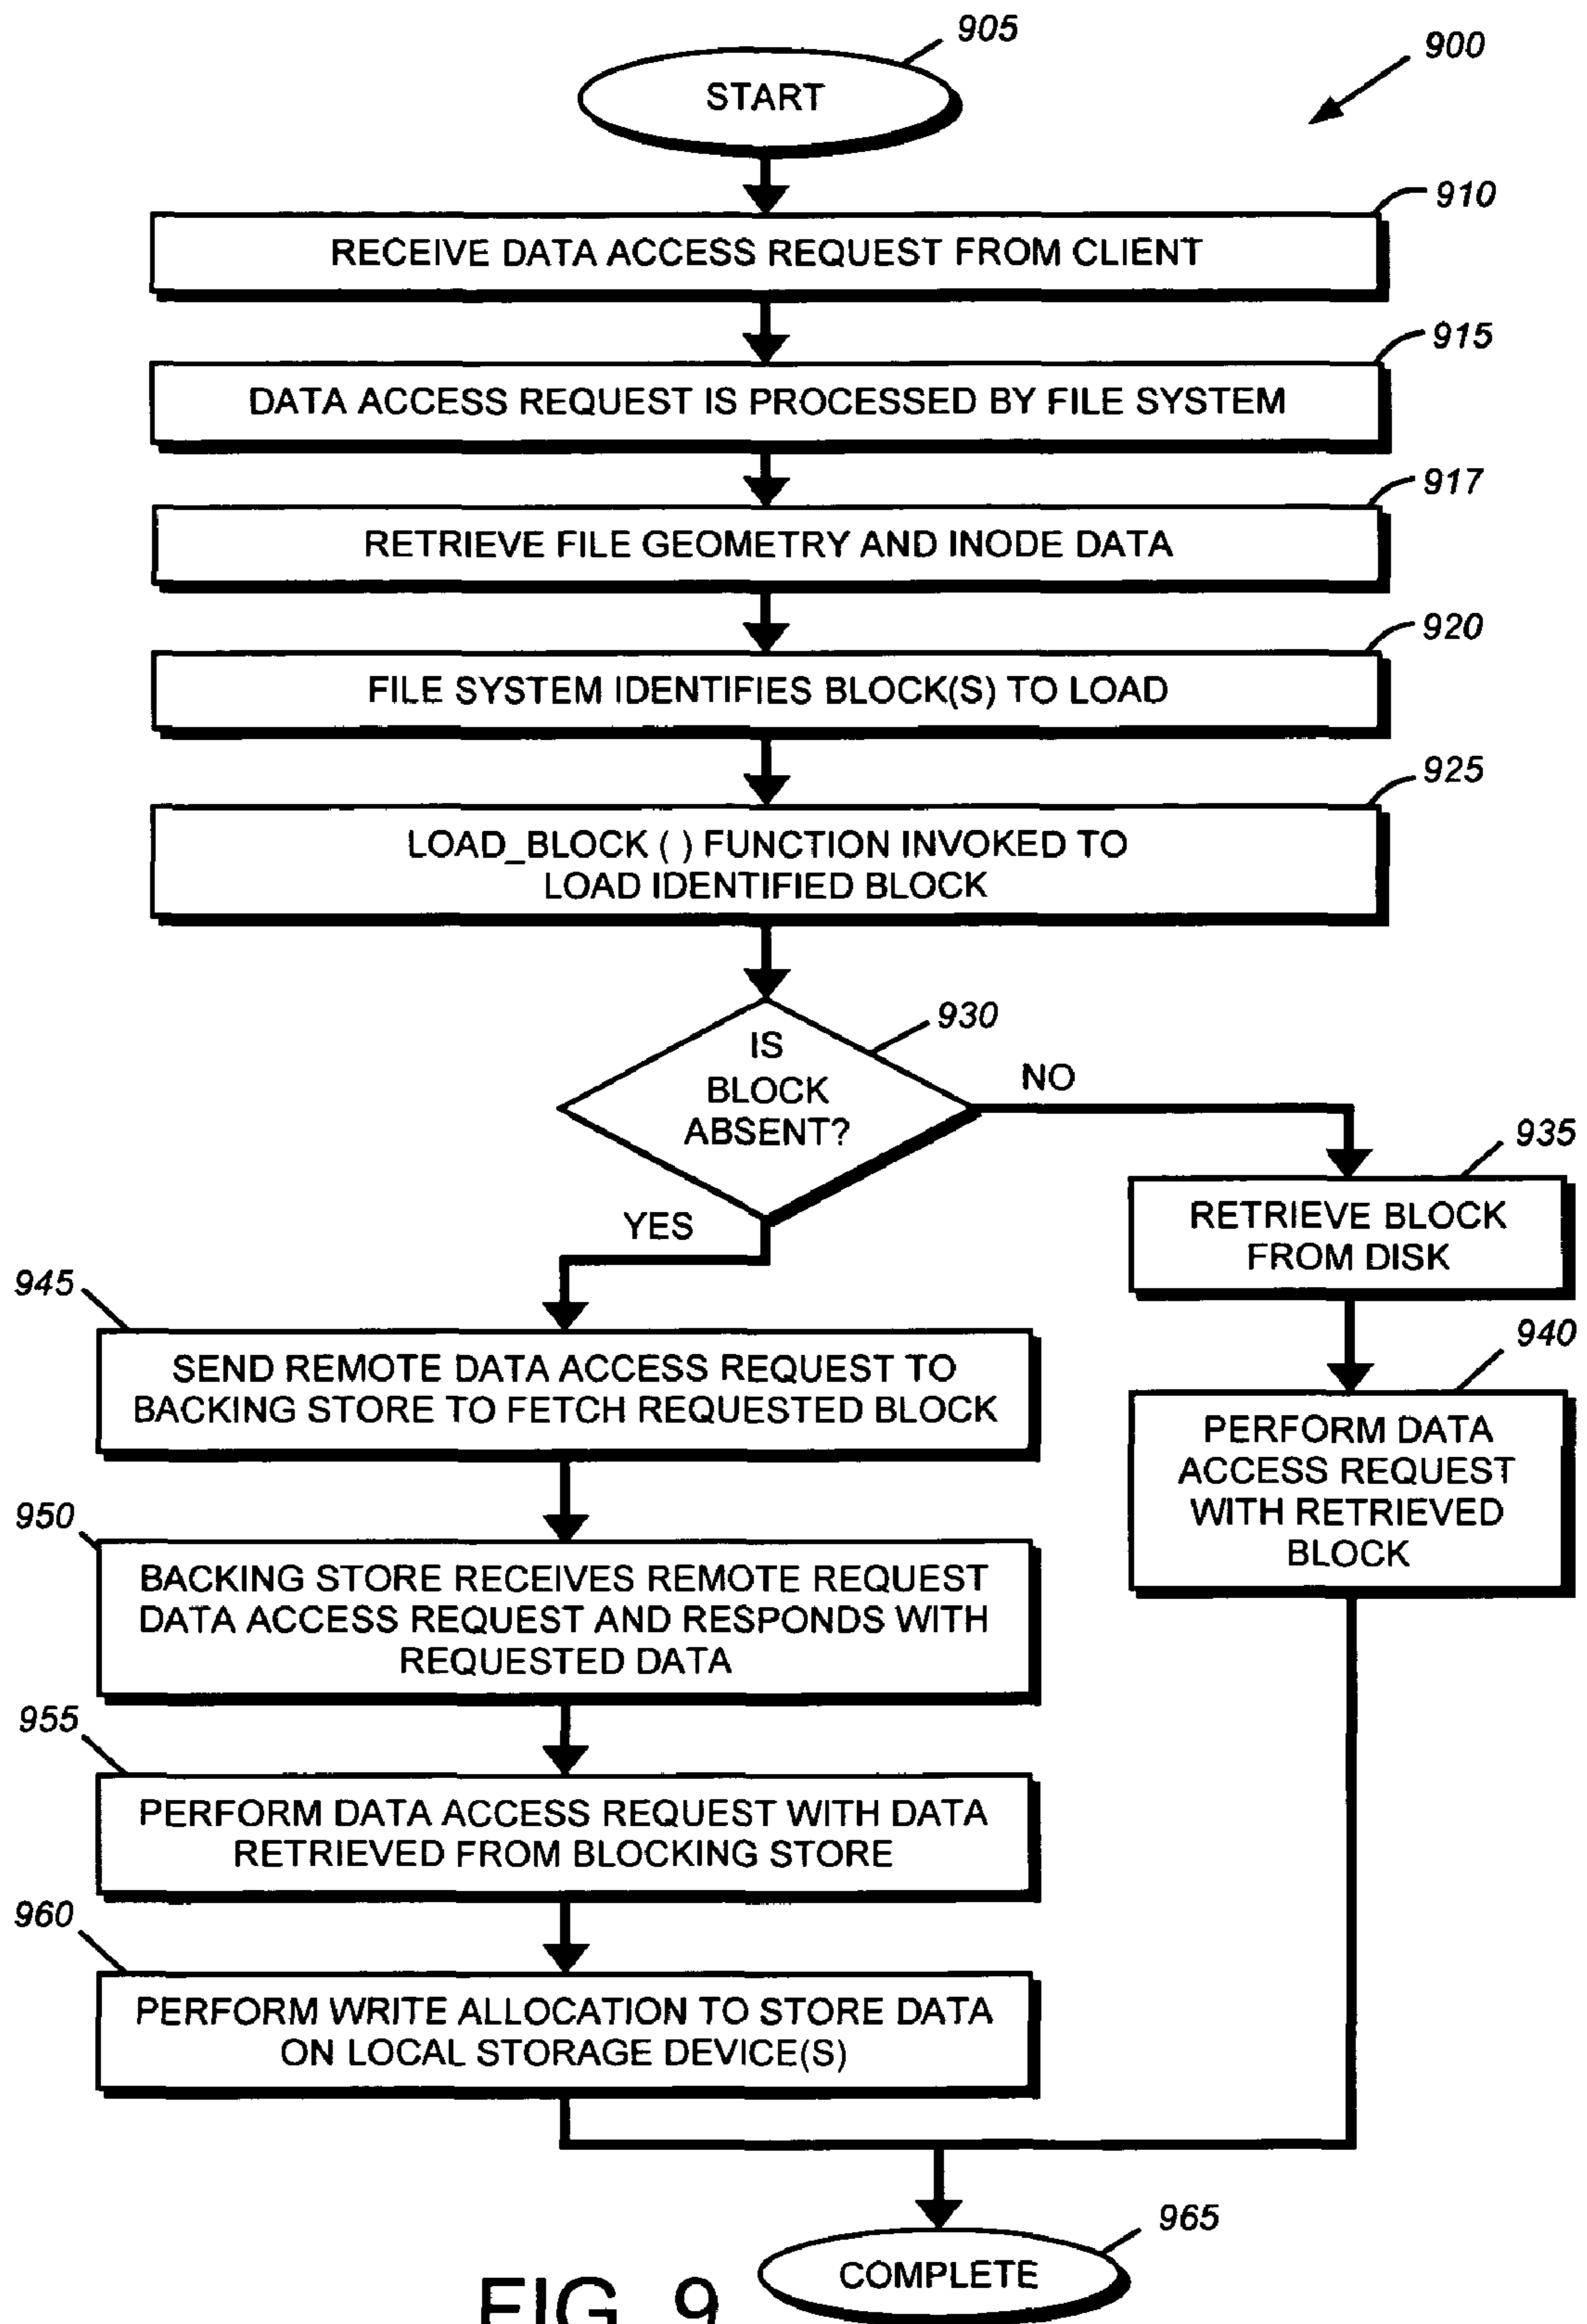 905
900
START
910
RECEIVE DATA ACCESS REQUEST FROM CLIENT
915
DATA ACCESS REQUEST IS PROCESSED BY FILE SYSTEM
917
RETRIEVE FILE GEOMETRY AND INODE DATA
920
FILE SYSTEM IDENTIFIES BLOCK(S) TO LOAD
925
LOAD_BLOCK ( ) FUNCTION INVOKED TO
LOAD IDENTIFIED BLOCK
930
IS
BLOCK
ABSENT?
NO
YES
935
RETRIEVE BLOCK
FROM DISK
940
PERFORM DATA
ACCESS REQUEST
WITH RETRIEVED
BLOCK
945
SEND REMOTE DATA ACCESS REQUEST TO
BACKING STORE TO FETCH REQUESTED BLOCK
950
BACKING STORE RECEIVES REMOTE REQUEST
DATA ACCESS REQUEST AND RESPONDS WITH
REQUESTED DATA
955
PERFORM DATA ACCESS REQUEST WITH DATA
RETRIEVED FROM BLOCKING STORE
960
PERFORM WRITE ALLOCATION TO STORE DATA
ON LOCAL STORAGE DEVICE(S)
965
COMPLETE
FIG. 9